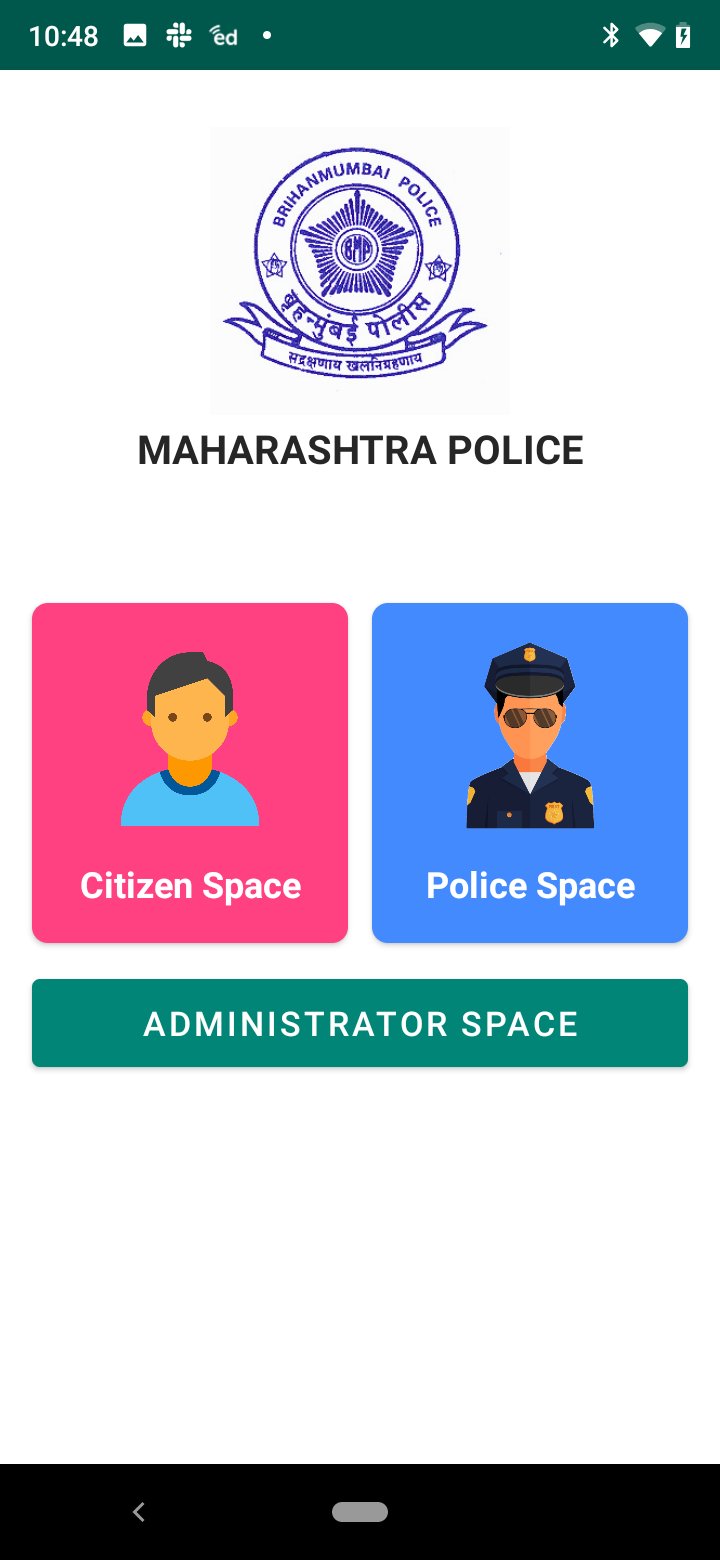 10:48
ed
BRIHANMUMBAI POLICE
BMP
बृहन्मुंबई पोलीस
सद्रक्षणाय खलनिग्रहणाय
MAHARASHTRA POLICE
Citizen Space
Police Space
ADMINISTRATOR SPACE